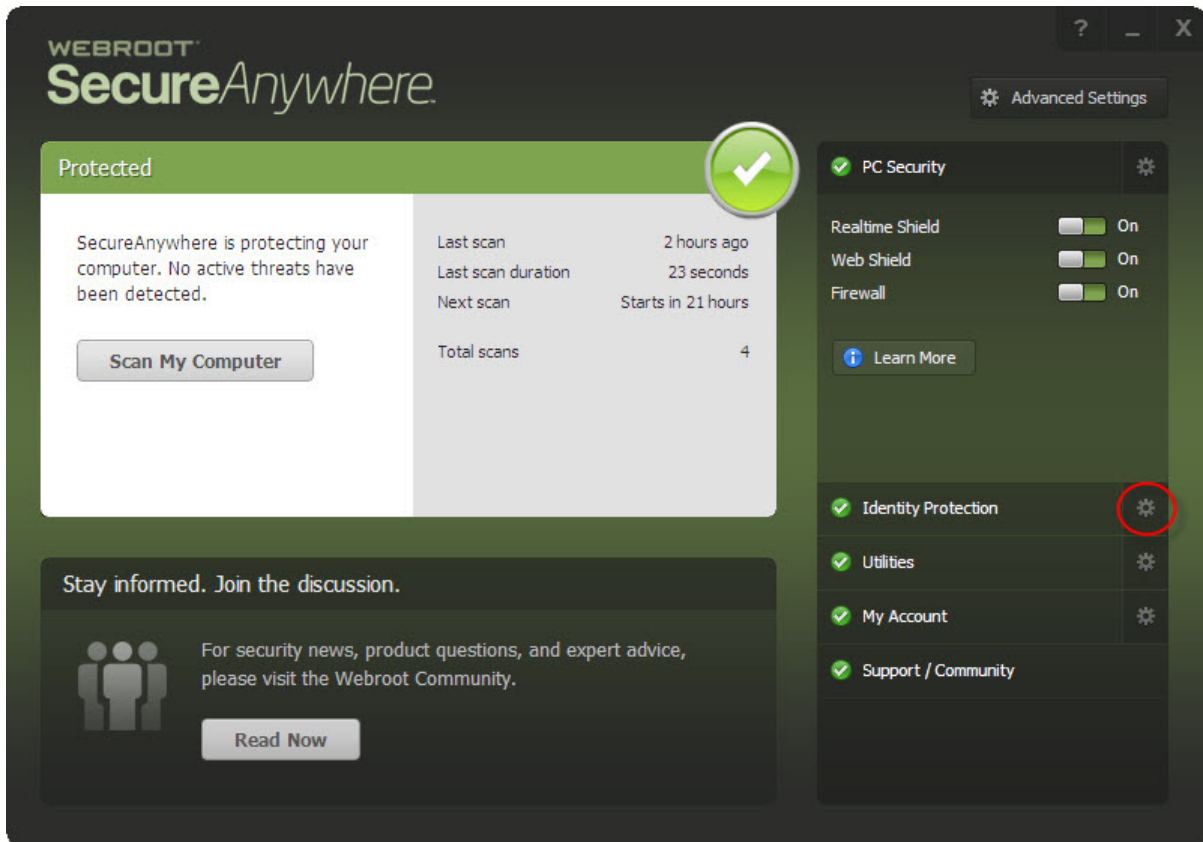 WEBROOT
SecureAnywhere
? _ X
Advanced Settings
Protected
SecureAnywhere is protecting your
computer. No active threats have
been detected.
Scan My Computer
Last scan 2 hours ago
Last scan duration 23 seconds
Next scan Starts in 21 hours
Total scans 4
Stay informed. Join the discussion.
For security news, product questions, and expert advice,
please visit the Webroot Community.
Read Now
PC Security
Realtime Shield On
Web Shield On
Firewall On
Learn More
Identity Protection
Utilities
My Account
Support / Community